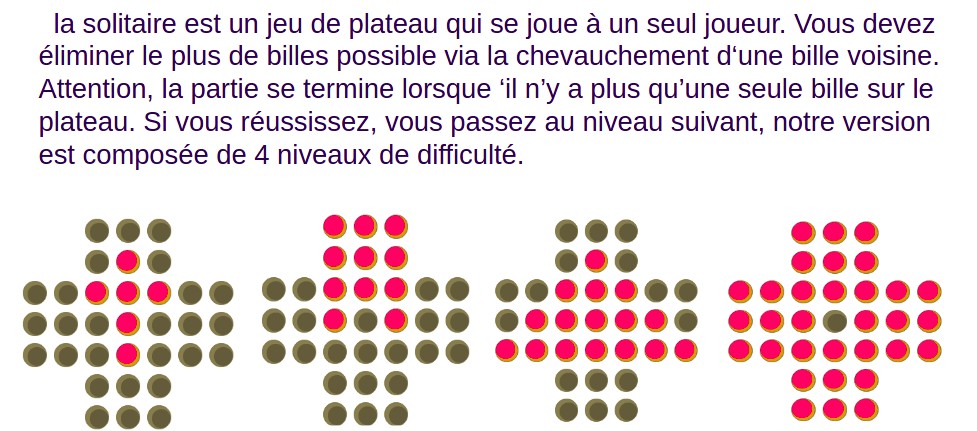 la solitaire est un jeu de plateau qui se joue à un seul joueur. Vous devez
éliminer le plus de billes possible via la chevauchement d‘une bille voisine.
Attention, la partie se termine lorsque ‘il n’y a plus qu’une seule bille sur le
plateau. Si vous réussissez, vous passez au niveau suivant, notre version
est composée de 4 niveaux de difficulté.